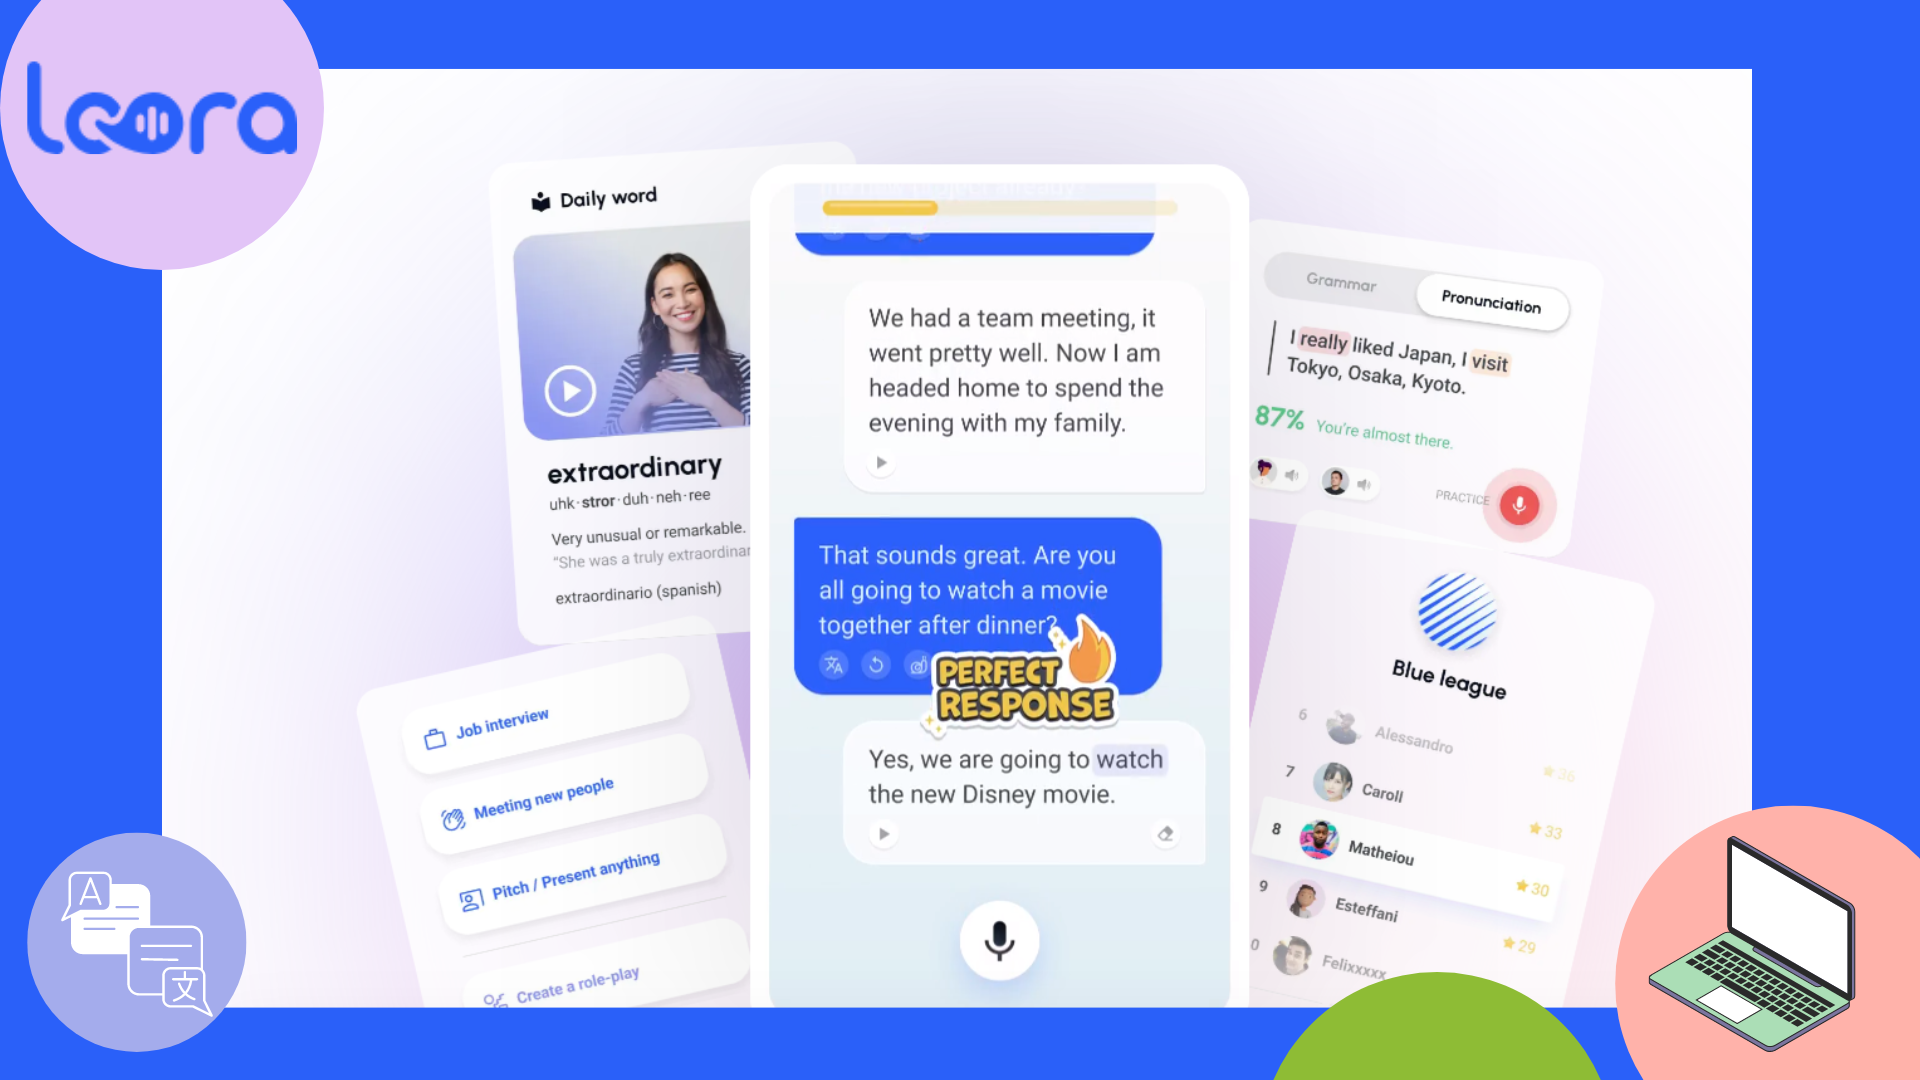 loora
Daily word
extraordinary
uhk·stror·duh·neh·ree
Very unusual or remarkable.
"She was a truly
extraordinario (spanish)
Job interview
Meeting new people
Pitch / Present anything
Create a role-play
project already?
We had a team meeting, it
went pretty well. Now I am
headed home to spend the
evening with my family.
That sounds great. Are you
all going to watch a movie
together after dinner?
PERFECT
RESPONSE
Yes, we are going to watch
the new Disney movie.
Grammar
Pronunciation
I really liked Japan, I visit
Tokyo, Osaka, Kyoto.
87% You're almost there.
PRACTICE
Blue league
6 Alessandro 36
7 Caroll 33
8 Matheiou 30
9 Esteffani 29
0 Felixxxxx
A
文